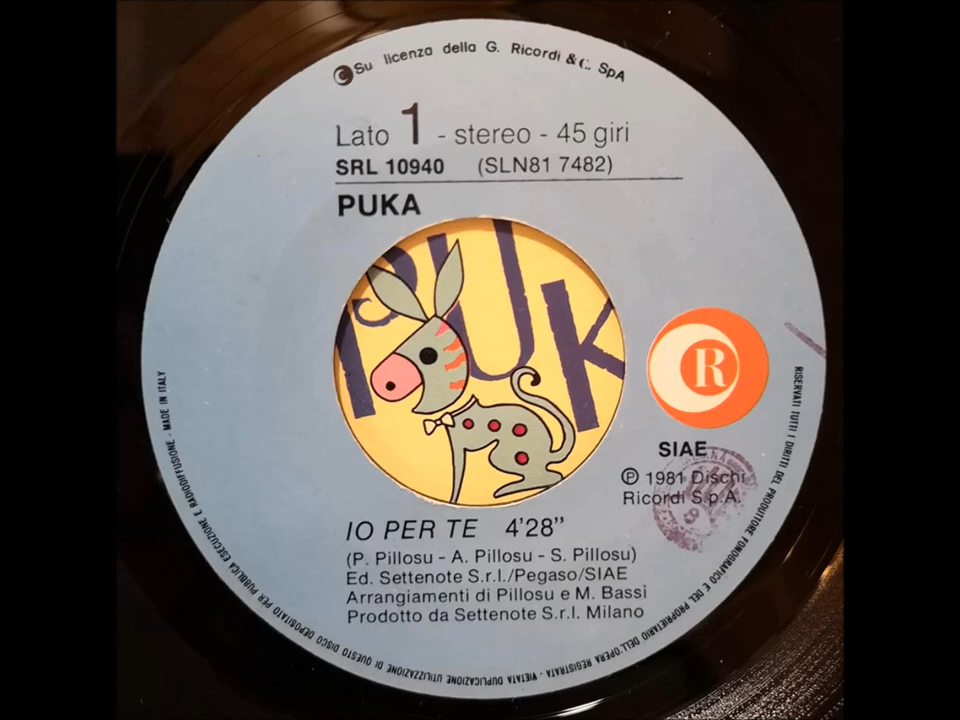 Su licenza della G. Ricordi & C. SpA
Lato 1 - stereo - 45 giri
SRL 10940 (SLN81 7482)
PUKA
PUK
R
SIAE
℗ 1981 Dischi
Ricordi S.p.A.
IO PER TE 4'28"
(P. Pillosu - A. Pillosu - S. Pillosu)
Ed. Settenote S.r.l./Pegaso/SIAE
Arrangiamenti di Pillosu e M. Bassi
Prodotto da Settenote S.r.l. Milano
RISERVATI TUTTI I DIRITTI DEL PRODUTTORE FONOGRAFICO E DEL PROPRIETARIO DELL'OPERA REGISTRATA - VIETATA DUPLICAZIONE UTILIZZAZIONE DI QUESTO DISCO DEPOSITATO PER PUBBLICA ESECUZIONE E RADIODIFFUSIONE - MADE IN ITALY